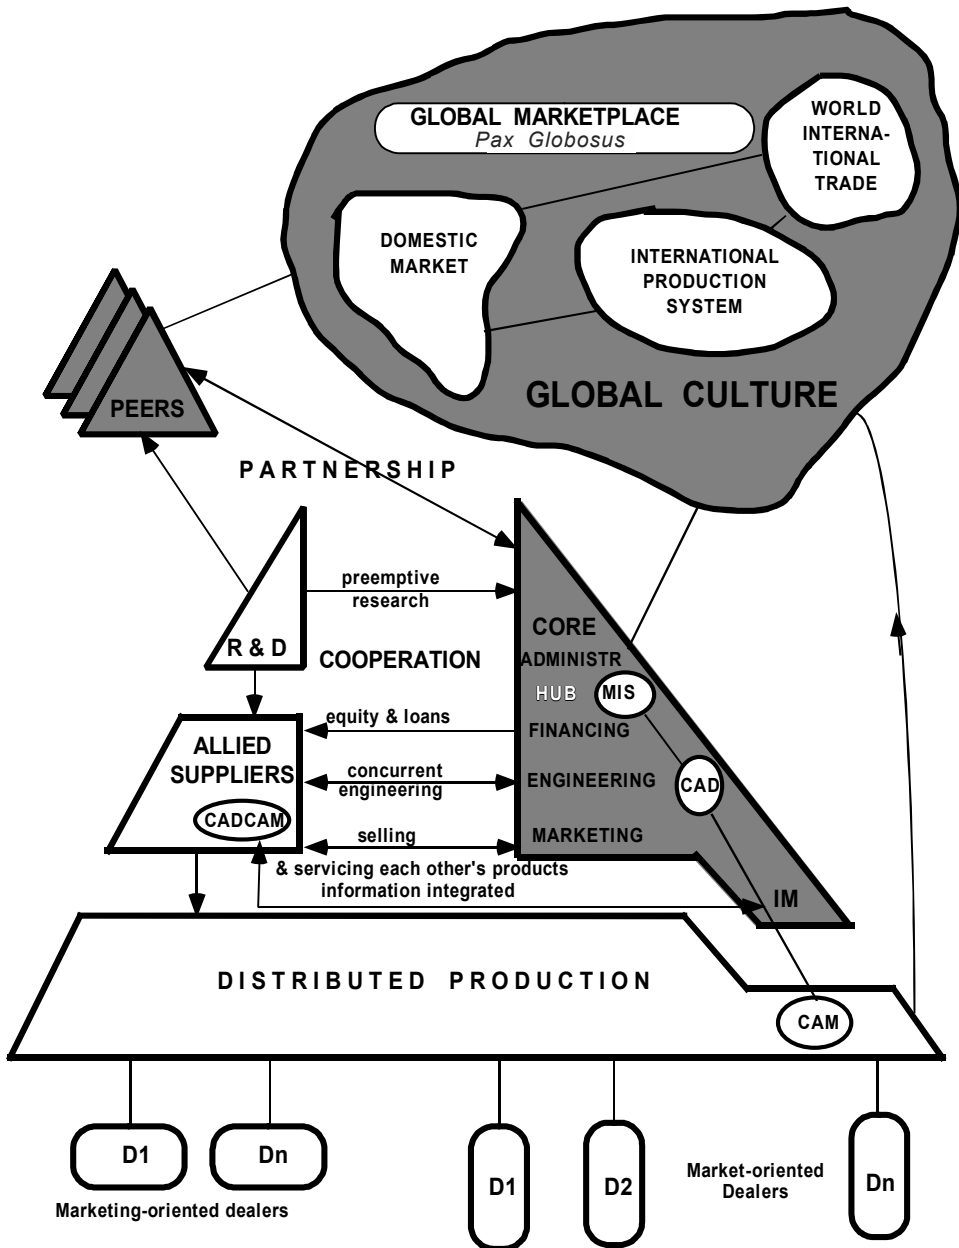 GLOBAL MARKETPLACE
Pax Globosus
WORLD
INTERNA-
TIONAL
TRADE
DOMESTIC
MARKET
INTERNATIONAL
PRODUCTION
SYSTEM
GLOBAL CULTURE
PEERS
PARTNERSHIP
preemptive
research
R & D
COOPERATION
CORE
ADMINISTR
HUB
MIS
equity & loans
FINANCING
ALLIED
SUPPLIERS
concurrent
engineering
ENGINEERING
CAD
CADCAM
selling
MARKETING
& servicing each other's products
information integrated
IM
DISTRIBUTED PRODUCTION
CAM
D1
Dn
D1
D2
Dn
Marketing-oriented dealers
Market-oriented
Dealers